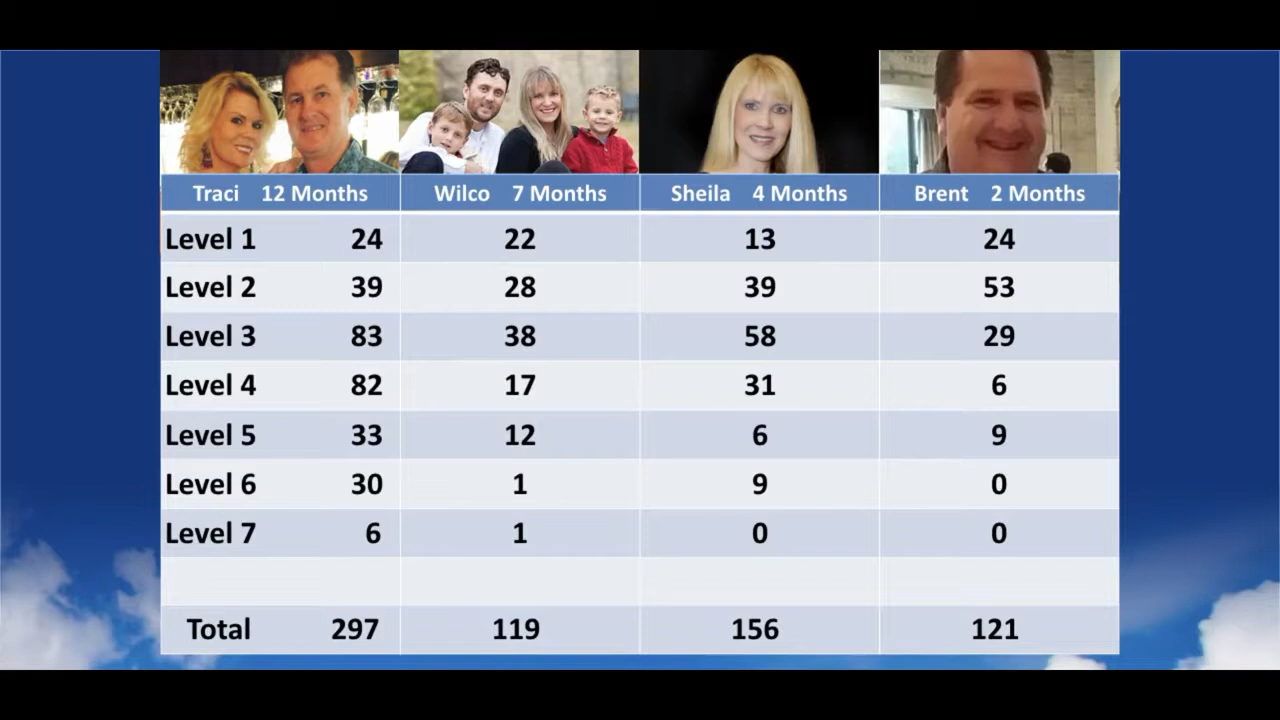 Traci 12 Months Wilco 7 Months Sheila 4 Months Brent 2 Months
Level 1 24 22 13 24
Level 2 39 28 39 53
Level 3 83 38 58 29
Level 4 82 17 31 6
Level 5 33 12 6 9
Level 6 30 1 9 0
Level 7 6 1 0 0
Total 297 119 156 121